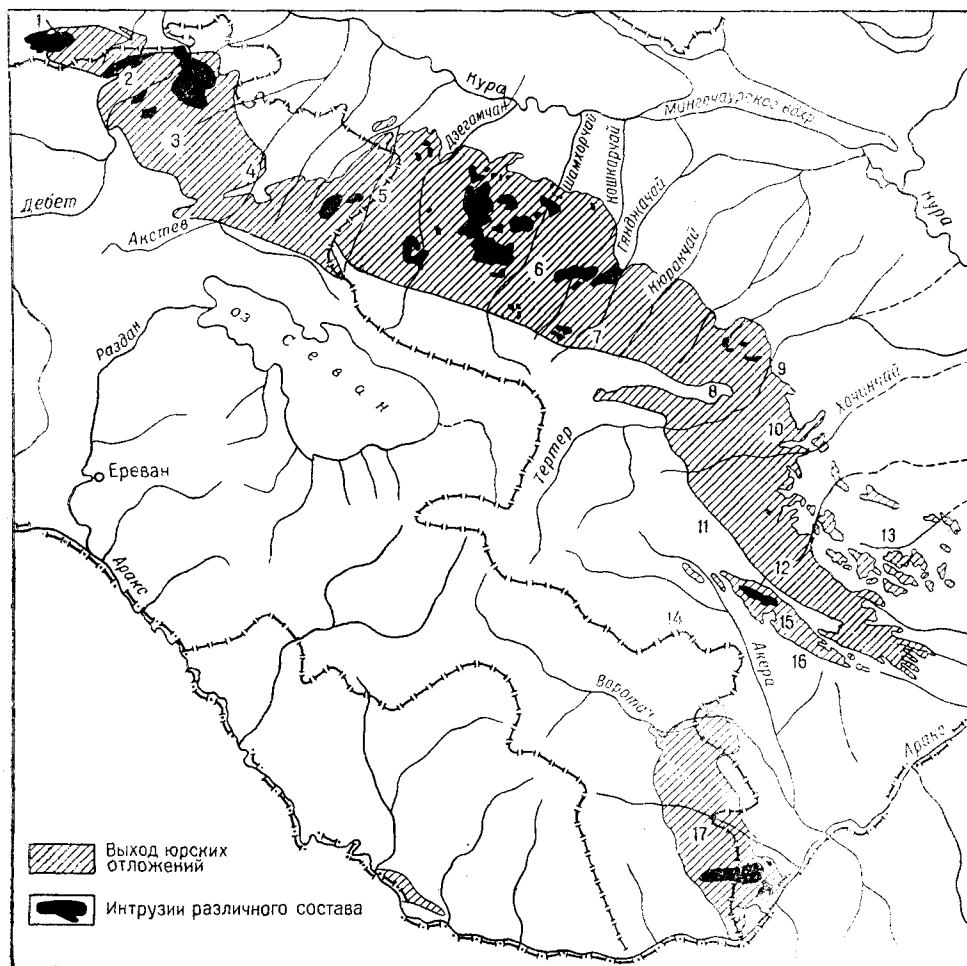 1
2
3
4
5
6
7
8
9
10
11
12
13
14
15
16
17
Кура
Дзегамчай
Шамхорчай
Кошкарчай
Гянджачай
Мингечаурское вдхр.
Кура
Кюракчай
Хочинчай
Дебет
Акстев
Раздан
оз Севан
Тертер
Ереван
Аракс
Акера
Воротан
Аракс
Выход юрских
отложений
Интрузии различного состава